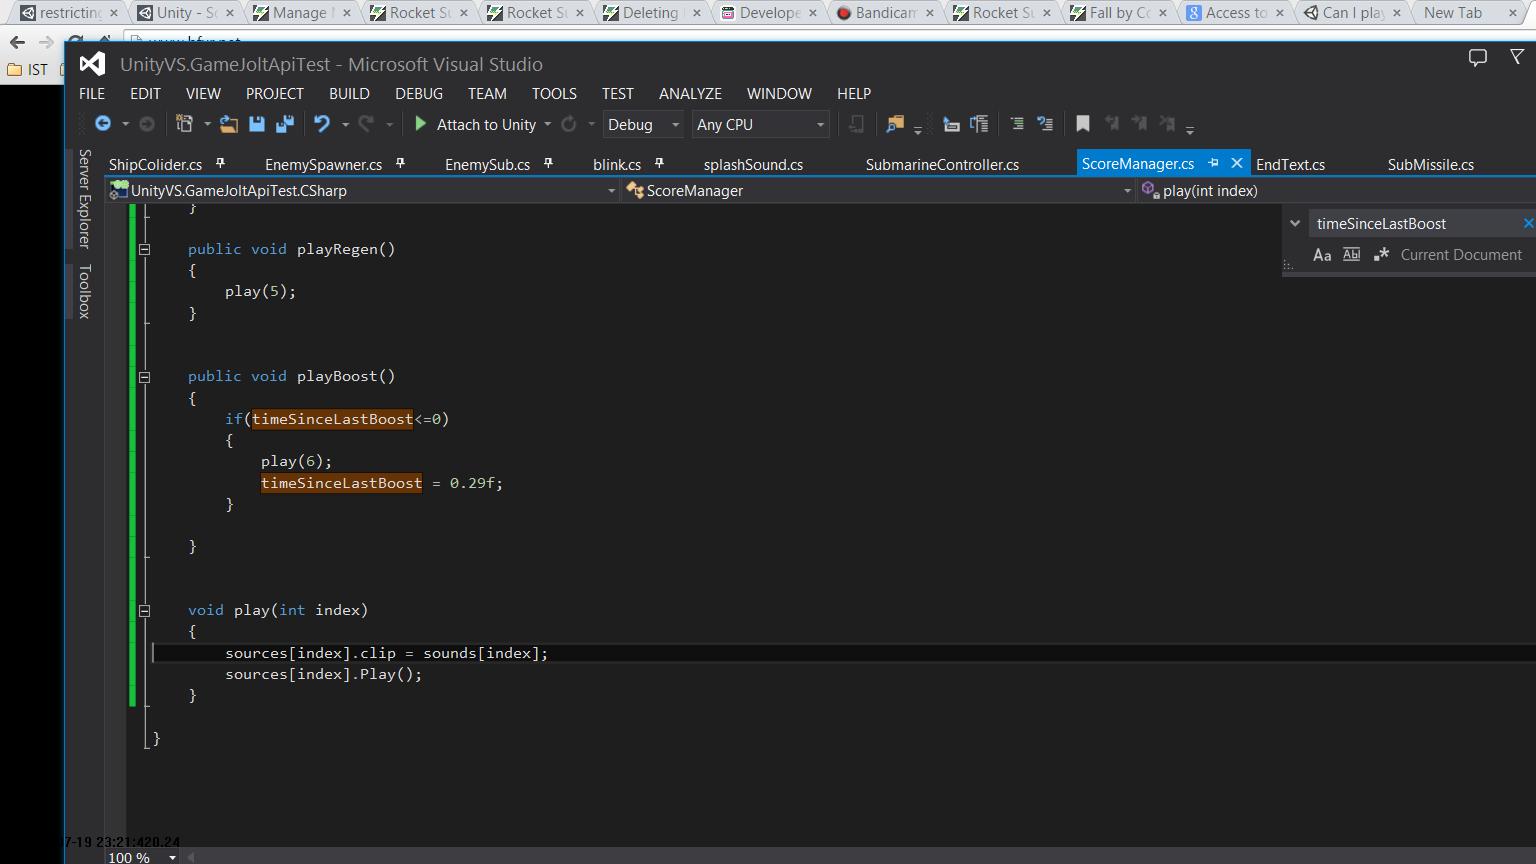 restricting Unity - So Manage Rocket Su Rocket Su Deleting Develope Bandicam Rocket Su Fall by Co Access to Can I play New Tab
IST
UnityVS.GameJoltApiTest - Microsoft Visual Studio
FILE EDIT VIEW PROJECT BUILD DEBUG TEAM TOOLS TEST ANALYZE WINDOW HELP
Attach to Unity Debug Any CPU
ShipColider.cs EnemySpawner.cs EnemySub.cs blink.cs splashSound.cs SubmarineController.cs ScoreManager.cs EndText.cs SubMissile.cs
UnityVS.GameJoltApiTest.CSharp ScoreManager play(int index)
Server Explorer
Toolbox
timeSinceLastBoost
Aa Abl .* Current Document
}
public void playRegen()
{
play(5);
}
public void playBoost()
{
if(timeSinceLastBoost<=0)
{
play(6);
timeSinceLastBoost = 0.29f;
}
}
void play(int index)
{
sources[index].clip = sounds[index];
sources[index].Play();
}
}
7-19 23:21:420.24
100 %